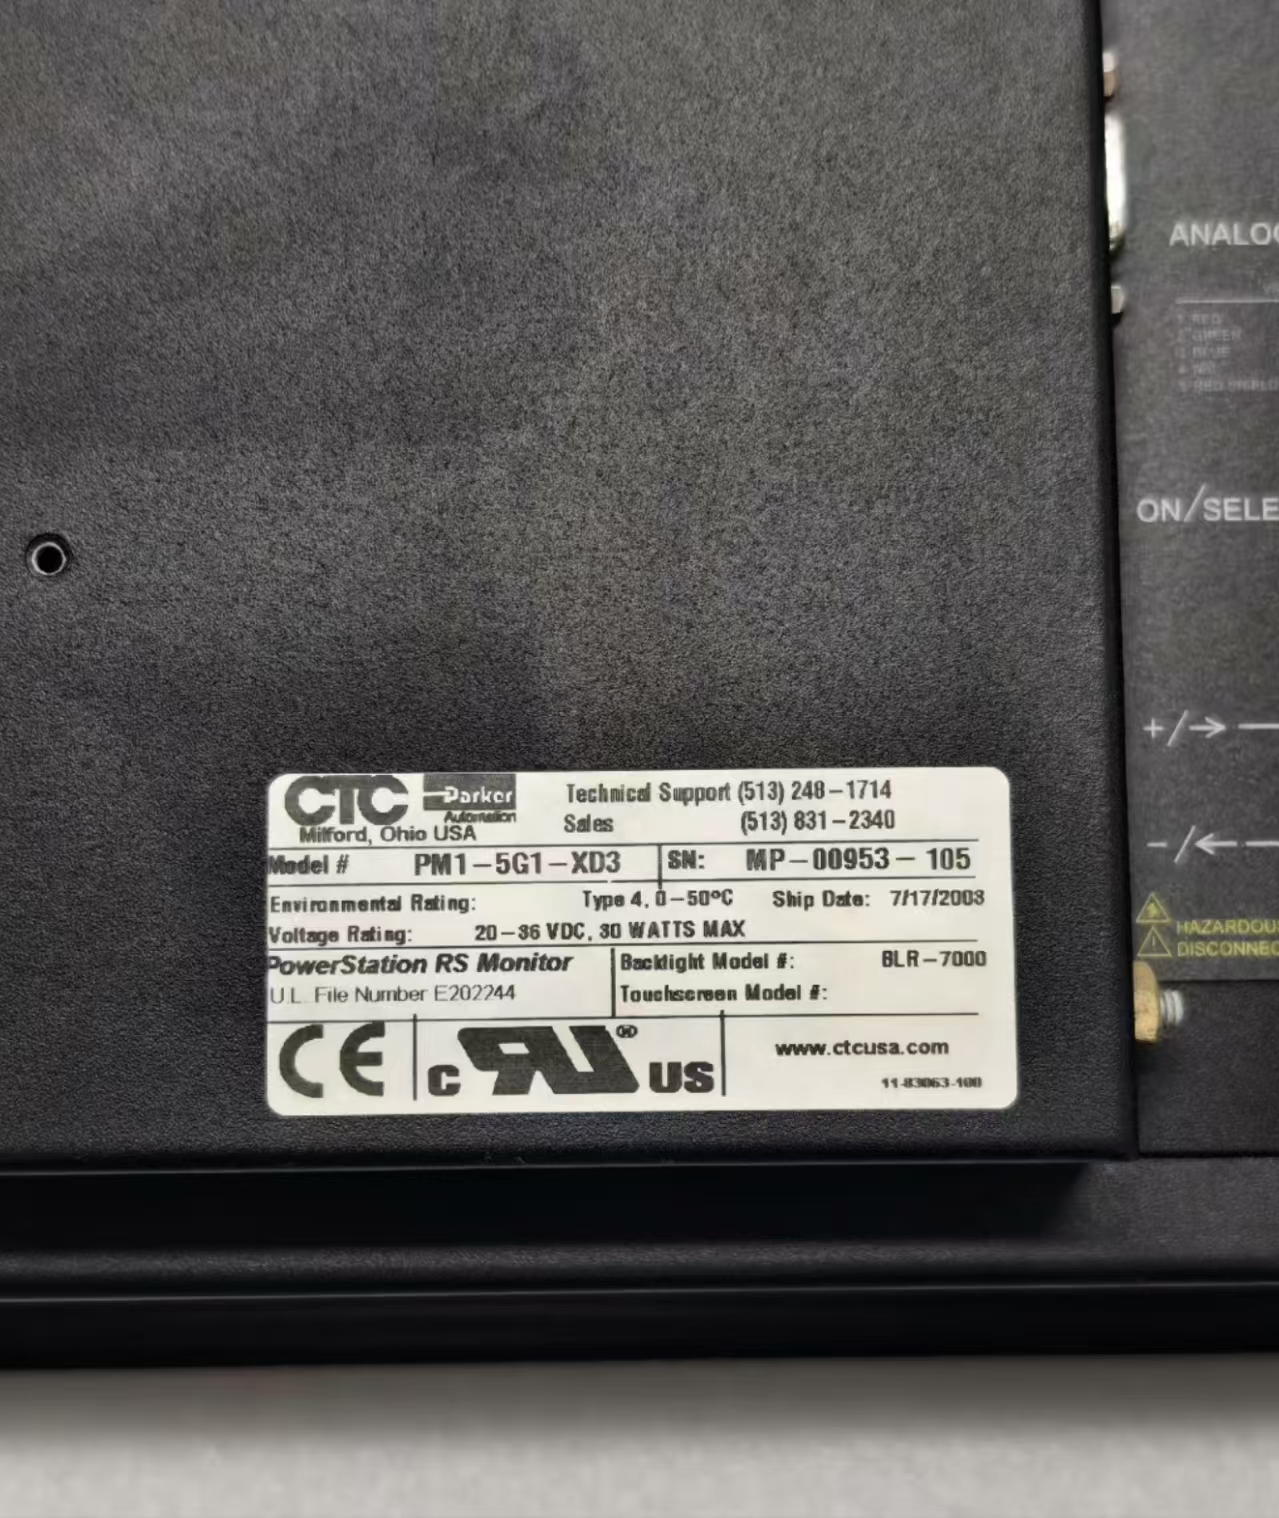 ANALO
ON/SELE
+/→
-/←
HAZARDOU
DISCONNEC
CTC Parker
Automation
Milford, Ohio USA
Technical Support (513) 248-1714
Sales (513) 831-2340
Model # PM1-5G1-XD3 SN: MP-00953-105
Environmental Rating: Type 4, 0-50°C Ship Date: 7/17/2003
Voltage Rating: 20-36 VDC, 30 WATTS MAX
PowerStation RS Monitor
U.L. File Number E202244
Backlight Model #: BLR-7000
Touchscreen Model #:
CE
C RU ® US
www.ctcusa.com
11-83063-100